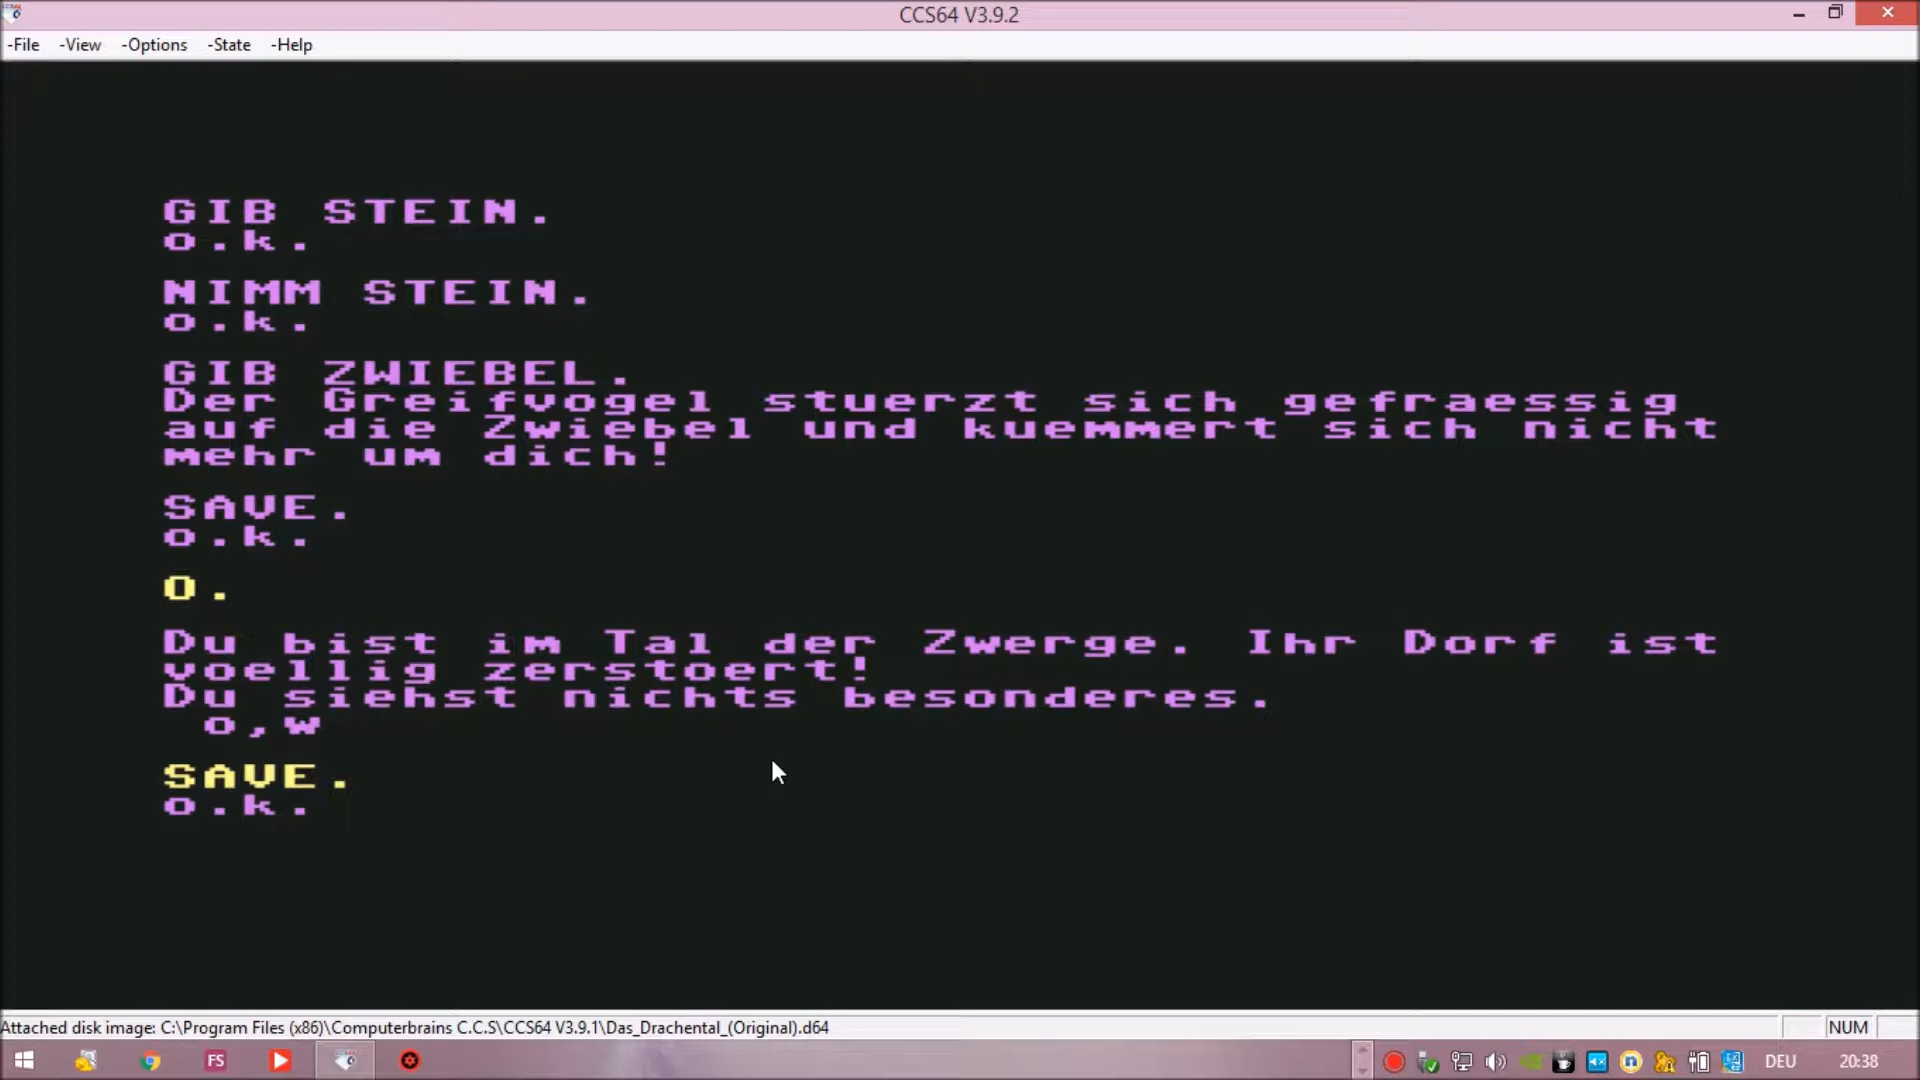 CCS64 V3.9.2
-File -View -Options -State -Help
GIB STEIN.
o.k.
NIMM STEIN.
o.k.
GIB ZWIEBEL.
Der Greifvogel stuerzt sich gefraessig
auf die Zwiebel und kuemmert sich nicht
mehr um dich!
SAVE.
o.k.
O.
Du bist im Tal der Zwerge. Ihr Dorf ist
voellig zerstoert!
Du siehst nichts besonderes.
o,w
SAVE.
o.k.
Attached disk image: C:\Program Files (x86)\Computerbrains C.C.S\CCS64 V3.9.1\Das_Drachental_(Original).d64
NUM
FS
DEU
20:38